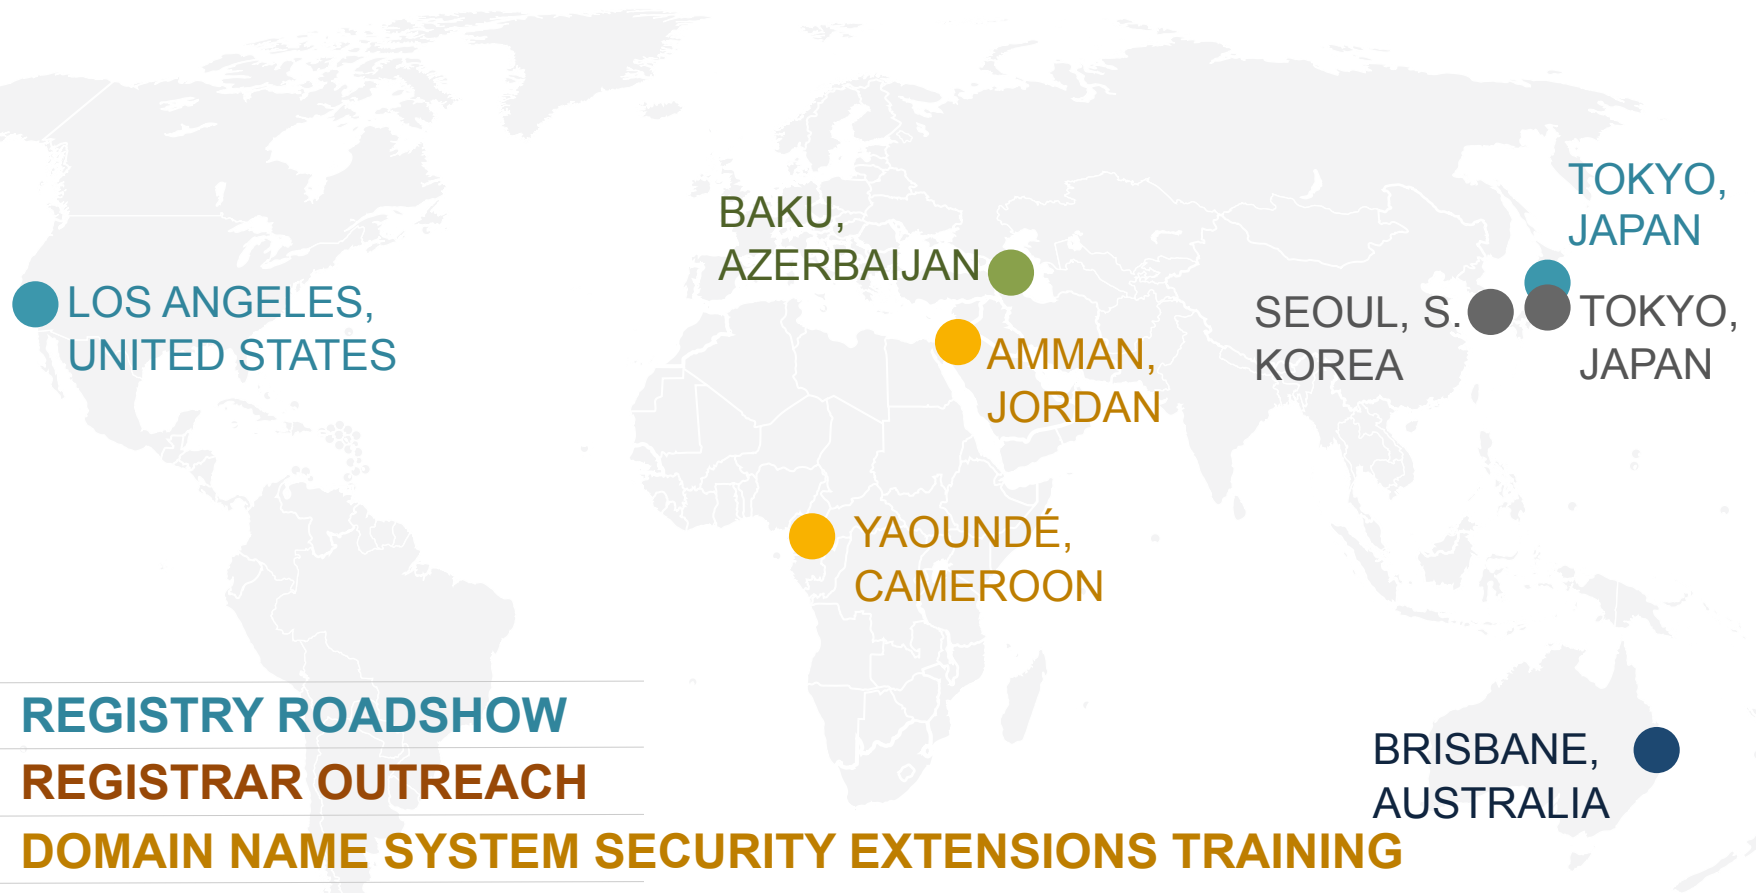 TOKYO,
JAPAN
BAKU,
AZERBAIJAN
LOS ANGELES,
UNITED STATES
SEOUL, S.
KOREA
TOKYO,
JAPAN
AMMAN,
JORDAN
YAOUNDÉ,
CAMEROON
REGISTRY ROADSHOW
REGISTRAR OUTREACH
BRISBANE,
AUSTRALIA
DOMAIN NAME SYSTEM SECURITY EXTENSIONS TRAINING